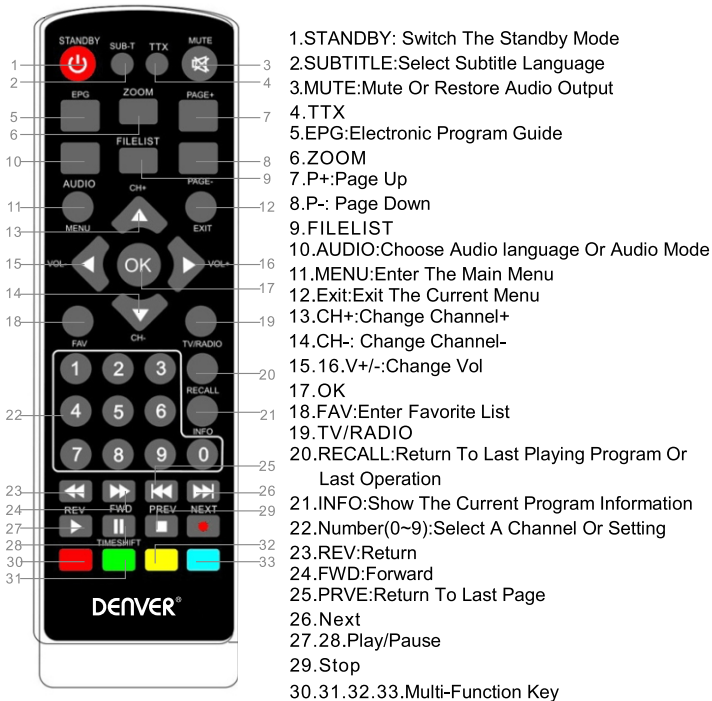 STANDBY SUB-T TTX MUTE
1 2 4 3
EPG ZOOM PAGE+
5 6 7
FILELIST
10 9 8
AUDIO CH+ PAGE-
11 12
MENU EXIT
13
15 VOL- OK VOL+ 16
14 17
18 19
FAV CH- TV/RADIO
1 2 3
20
RECALL
22 4 5 6 21
INFO
7 8 9 0
25
23 26
24 REV FWD PREV NEXT 29
27
28 TIMESHIFT 32
30 33
31
DENVER®
1.STANDBY: Switch The Standby Mode
2.SUBTITLE:Select Subtitle Language
3.MUTE:Mute Or Restore Audio Output
4.TTX
5.EPG:Electronic Program Guide
6.ZOOM
7.P+:Page Up
8.P-: Page Down
9.FILELIST
10.AUDIO:Choose Audio language Or Audio Mode
11.MENU:Enter The Main Menu
12.Exit:Exit The Current Menu
13.CH+:Change Channel+
14.CH-: Change Channel-
15.16.V+/-:Change Vol
17.OK
18.FAV:Enter Favorite List
19.TV/RADIO
20.RECALL:Return To Last Playing Program Or
Last Operation
21.INFO:Show The Current Program Information
22.Number(0~9):Select A Channel Or Setting
23.REV:Return
24.FWD:Forward
25.PRVE:Return To Last Page
26.Next
27.28.Play/Pause
29.Stop
30.31.32.33.Multi-Function Key